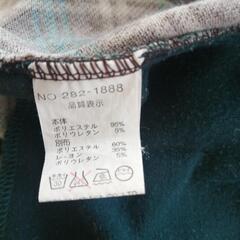 NO 282-1888
品質表示
本体
ポリエステル 95%
ポリウレタン 5%
別布
ポリエステル 60%
レーヨン 35%
ポリウレタン 5%